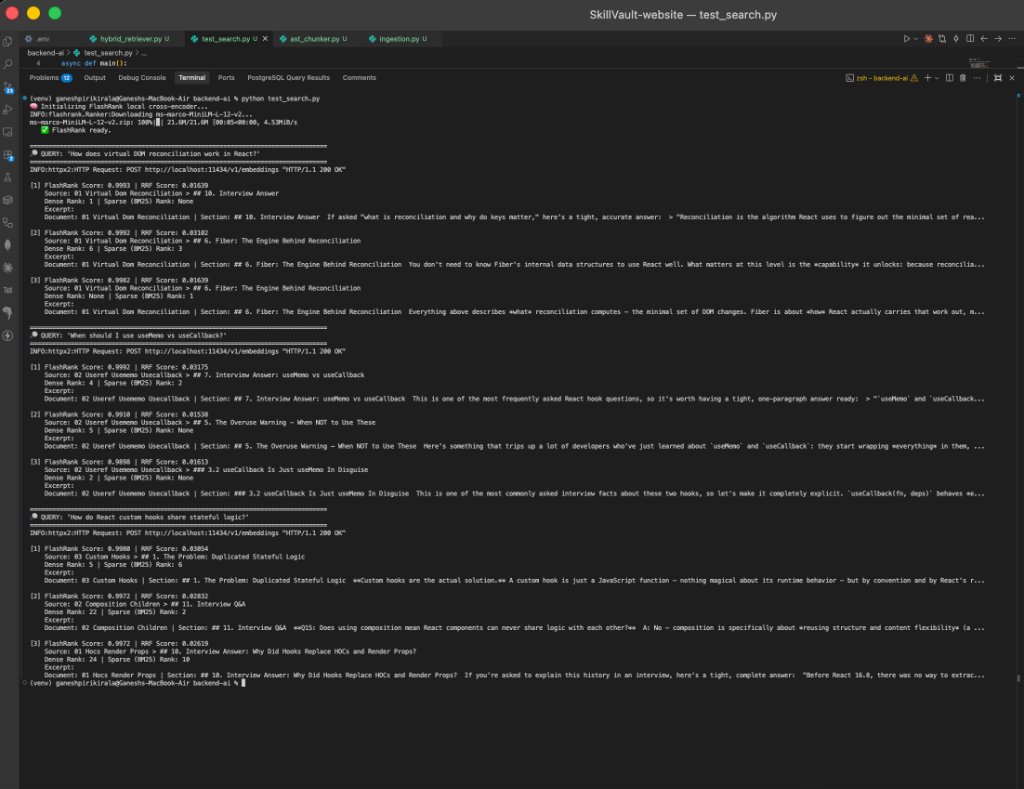 SkillVault-website — test_search.py
.env
hybrid_retriever.py U
test_search.py U
ast_chunker.py U
ingestion.py U
backend-ai > test_search.py > ...
4 async def main():
Problems 12 Output Debug Console Terminal Ports PostgreSQL Query Results Comments
zsh - backend-ai
(venv) ganeshpirikirala@Ganeshs-MacBook-Air backend-ai % python test_search.py
Initializing FlashRank local cross-encoder...
INFO:flashrank.Ranker:Downloading ms-marco-MiniLM-L-12-v2...
ms-marco-MiniLM-L-12-v2.zip: 100%| | 21.6M/21.6M [00:05<00:00, 4.53MiB/s
FlashRank ready.
QUERY: 'How does virtual DOM reconciliation work in React?'
INFO:httpx2:HTTP Request: POST http://localhost:11434/v1/embeddings "HTTP/1.1 200 OK"
[1] FlashRank Score: 0.9993 | RRF Score: 0.01639
Source: 01 Virtual Dom Reconciliation > ## 10. Interview Answer
Dense Rank: 1 | Sparse (BM25) Rank: None
Excerpt:
Document: 01 Virtual Dom Reconciliation | Section: ## 10. Interview Answer If asked "what is reconciliation and why do keys matter," here's a tight, accurate answer: > "Reconciliation is the algorithm React uses to figure out the minimal set of rea...
[2] FlashRank Score: 0.9992 | RRF Score: 0.03102
Source: 01 Virtual Dom Reconciliation > ## 6. Fiber: The Engine Behind Reconciliation
Dense Rank: 6 | Sparse (BM25) Rank: 3
Excerpt:
Document: 01 Virtual Dom Reconciliation | Section: ## 6. Fiber: The Engine Behind Reconciliation You don't need to know Fiber's internal data structures to use React well. What matters at this level is the *capability* it unlocks: because reconcilia...
[3] FlashRank Score: 0.9982 | RRF Score: 0.01639
Source: 01 Virtual Dom Reconciliation > ## 6. Fiber: The Engine Behind Reconciliation
Dense Rank: None | Sparse (BM25) Rank: 1
Excerpt:
Document: 01 Virtual Dom Reconciliation | Section: ## 6. Fiber: The Engine Behind Reconciliation Everything above describes *what* reconciliation computes — the minimal set of DOM changes. Fiber is about *how* React actually carries that work out, m...
QUERY: 'When should I use useMemo vs useCallback?'
INFO:httpx2:HTTP Request: POST http://localhost:11434/v1/embeddings "HTTP/1.1 200 OK"
[1] FlashRank Score: 0.9992 | RRF Score: 0.03175
Source: 02 Useref Usememo Usecallback > ## 7. Interview Answer: useMemo vs useCallback
Dense Rank: 4 | Sparse (BM25) Rank: 2
Excerpt:
Document: 02 Useref Usememo Usecallback | Section: ## 7. Interview Answer: useMemo vs useCallback This is one of the most frequently asked React hook questions, so it's worth having a tight, one-paragraph answer ready: > "`useMemo` and `useCallback...
[2] FlashRank Score: 0.9910 | RRF Score: 0.01538
Source: 02 Useref Usememo Usecallback > ## 5. The Overuse Warning — When NOT to Use These
Dense Rank: 5 | Sparse (BM25) Rank: None
Excerpt:
Document: 02 Useref Usememo Usecallback | Section: ## 5. The Overuse Warning — When NOT to Use These Here's something that trips up a lot of developers who've just learned about `useMemo` and `useCallback`: they start wrapping *everything* in them, ...
[3] FlashRank Score: 0.9898 | RRF Score: 0.01613
Source: 02 Useref Usememo Usecallback > ### 3.2 useCallback Is Just useMemo In Disguise
Dense Rank: 2 | Sparse (BM25) Rank: None
Excerpt:
Document: 02 Useref Usememo Usecallback | Section: ### 3.2 useCallback Is Just useMemo In Disguise This is one of the most commonly asked interview facts about these two hooks, so let's make it completely explicit. `useCallback(fn, deps)` behaves *e...
QUERY: 'How do React custom hooks share stateful logic?'
INFO:httpx2:HTTP Request: POST http://localhost:11434/v1/embeddings "HTTP/1.1 200 OK"
[1] FlashRank Score: 0.9980 | RRF Score: 0.03054
Source: 03 Custom Hooks > ## 1. The Problem: Duplicated Stateful Logic
Dense Rank: 5 | Sparse (BM25) Rank: 6
Excerpt:
Document: 03 Custom Hooks | Section: ## 1. The Problem: Duplicated Stateful Logic **Custom hooks are the actual solution.** A custom hook is just a JavaScript function — nothing magical about its runtime behavior — but by convention and by React's r...
[2] FlashRank Score: 0.9972 | RRF Score: 0.02832
Source: 02 Composition Children > ## 11. Interview Q&A
Dense Rank: 22 | Sparse (BM25) Rank: 2
Excerpt:
Document: 02 Composition Children | Section: ## 11. Interview Q&A **Q15: Does using composition mean React components can never share logic with each other?** A: No — composition is specifically about *reusing structure and content flexibility* (a ...
[3] FlashRank Score: 0.9972 | RRF Score: 0.02619
Source: 01 Hocs Render Props > ## 10. Interview Answer: Why Did Hooks Replace HOCs and Render Props?
Dense Rank: 24 | Sparse (BM25) Rank: 10
Excerpt:
Document: 01 Hocs Render Props | Section: ## 10. Interview Answer: Why Did Hooks Replace HOCs and Render Props? If you're asked to explain this history in an interview, here's a tight, complete answer: "Before React 16.8, there was no way to extrac...
(venv) ganeshpirikirala@Ganeshs-MacBook-Air backend-ai %